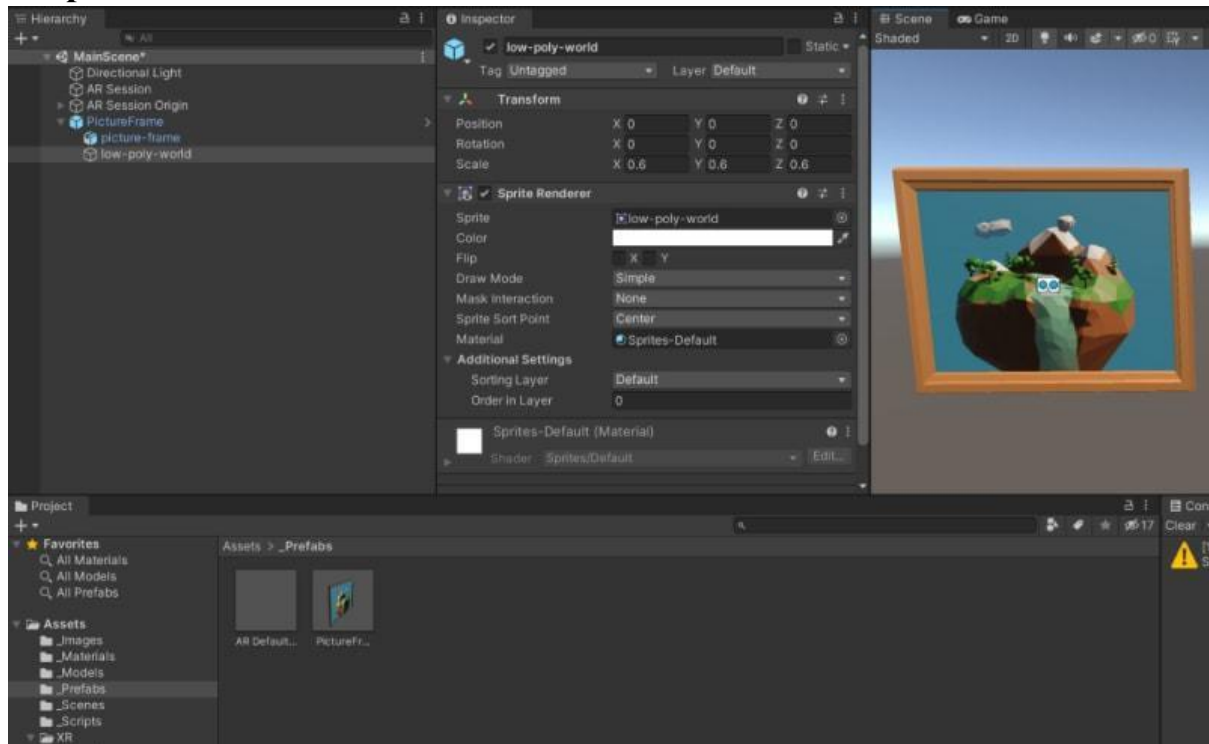 Hierarchy
All
MainScene*
Directional Light
AR Session
AR Session Origin
PictureFrame
picture-frame
low-poly-world
Inspector
low-poly-world
Static
Tag Untagged
Layer Default
Transform
Position X 0 Y 0 Z 0
Rotation X 0 Y 0 Z 0
Scale X 0.6 Y 0.6 Z 0.6
Sprite Renderer
Sprite low-poly-world
Color
Flip X Y
Draw Mode Simple
Mask Interaction None
Sprite Sort Point Center
Material Sprites-Default
Additional Settings
Sorting Layer Default
Order in Layer 0
Sprites-Default (Material)
Shader Sprites/Default Edit...
Scene Game
Shaded 2D 0
Project
17
Favorites
All Materials
All Models
All Prefabs
Assets
_Images
_Materials
_Models
_Prefabs
_Scenes
_Scripts
XR
Assets > _Prefabs
AR Default... PictureFr...
Con
Clear